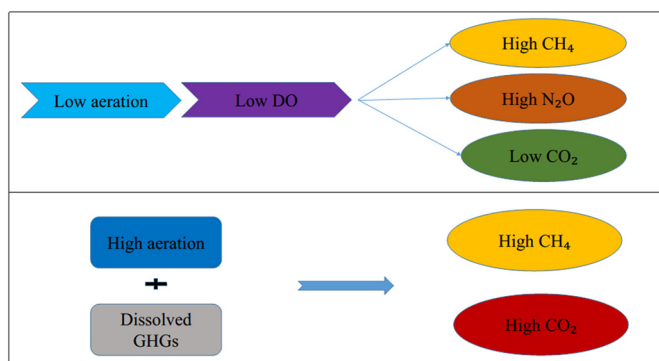 High CH₄
Low aeration
Low DO
High N₂O
Low CO₂
High aeration
+
Dissolved
GHGs
High CH₄
High CO₂